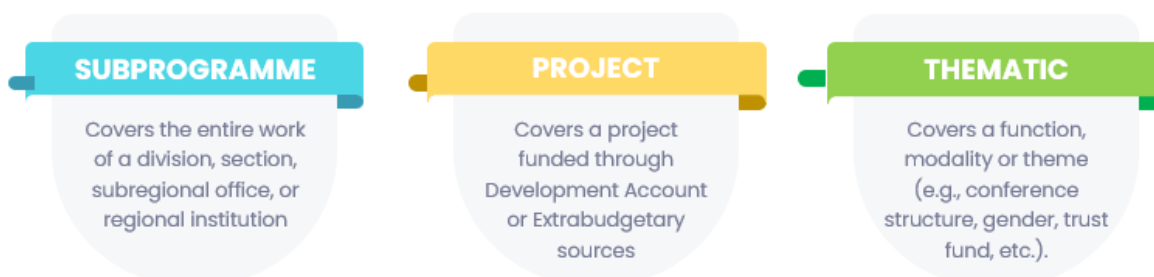 SUBPROGRAMME
Covers the entire work
of a division, section,
subregional office, or
regional institution
PROJECT
Covers a project
funded through
Development Account
or Extrabudgetary
sources
THEMATIC
Covers a function,
modality or theme
(e.g., conference
structure, gender, trust
fund, etc.).